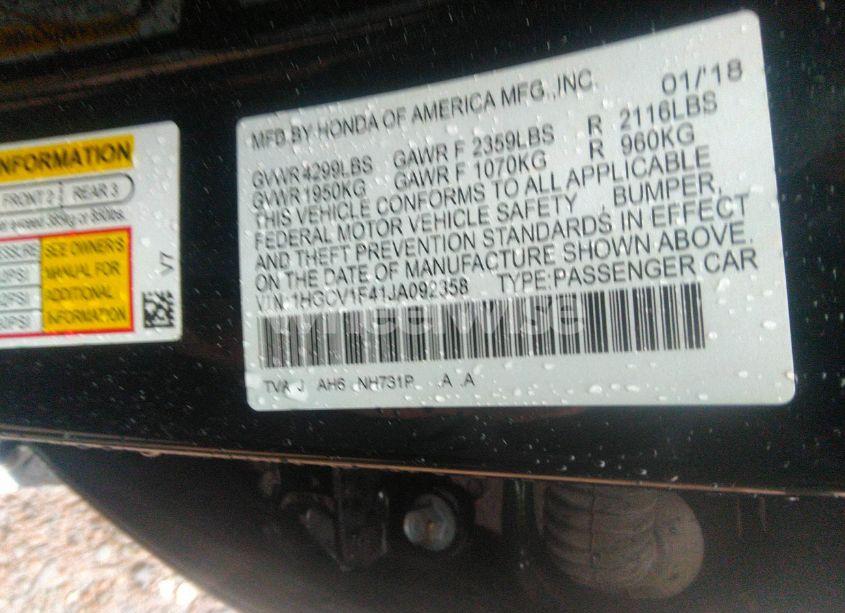 INFORMATION
FRONT 2 REAR 3
SEE OWNER'S
MANUAL FOR
ADDITIONAL
INFORMATION
V7
MFD BY HONDA OF AMERICA MFG.,INC. 01/'18
GVWR 4299LBS GAWR F 2359LBS R 2116LBS
GVWR 1950KG GAWR F 1070KG R 960KG
THIS VEHICLE CONFORMS TO ALL APPLICABLE
FEDERAL MOTOR VEHICLE SAFETY BUMPER,
AND THEFT PREVENTION STANDARDS IN EFFECT
ON THE DATE OF MANUFACTURE SHOWN ABOVE.
VIN:1HGCV1F41JA092358 TYPE:PASSENGER CAR
wheelwise
TVA J AH6 NH731P .A .A